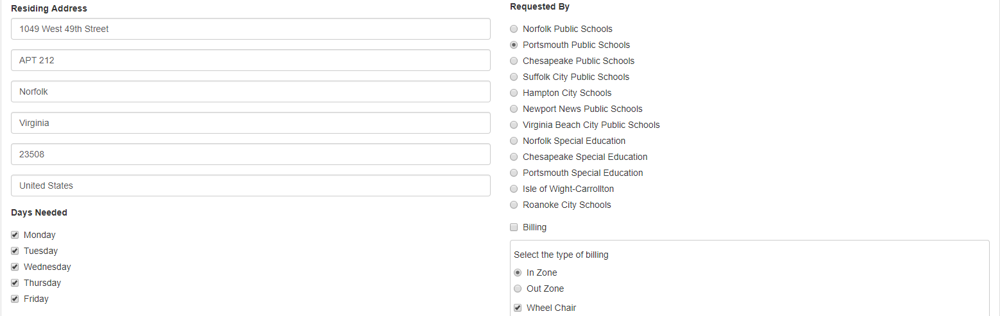 Residing Address
1049 West 49th Street
APT 212
Norfolk
Virginia
23508
United States
Days Needed
Monday
Tuesday
Wednesday
Thursday
Friday
Requested By
Norfolk Public Schools
Portsmouth Public Schools
Chesapeake Public Schools
Suffolk City Public Schools
Hampton City Schools
Newport News Public Schools
Virginia Beach City Public Schools
Norfolk Special Education
Chesapeake Special Education
Portsmouth Special Education
Isle of Wight-Carrollton
Roanoke City Schools
Billing
Select the type of billing
In Zone
Out Zone
Wheel Chair